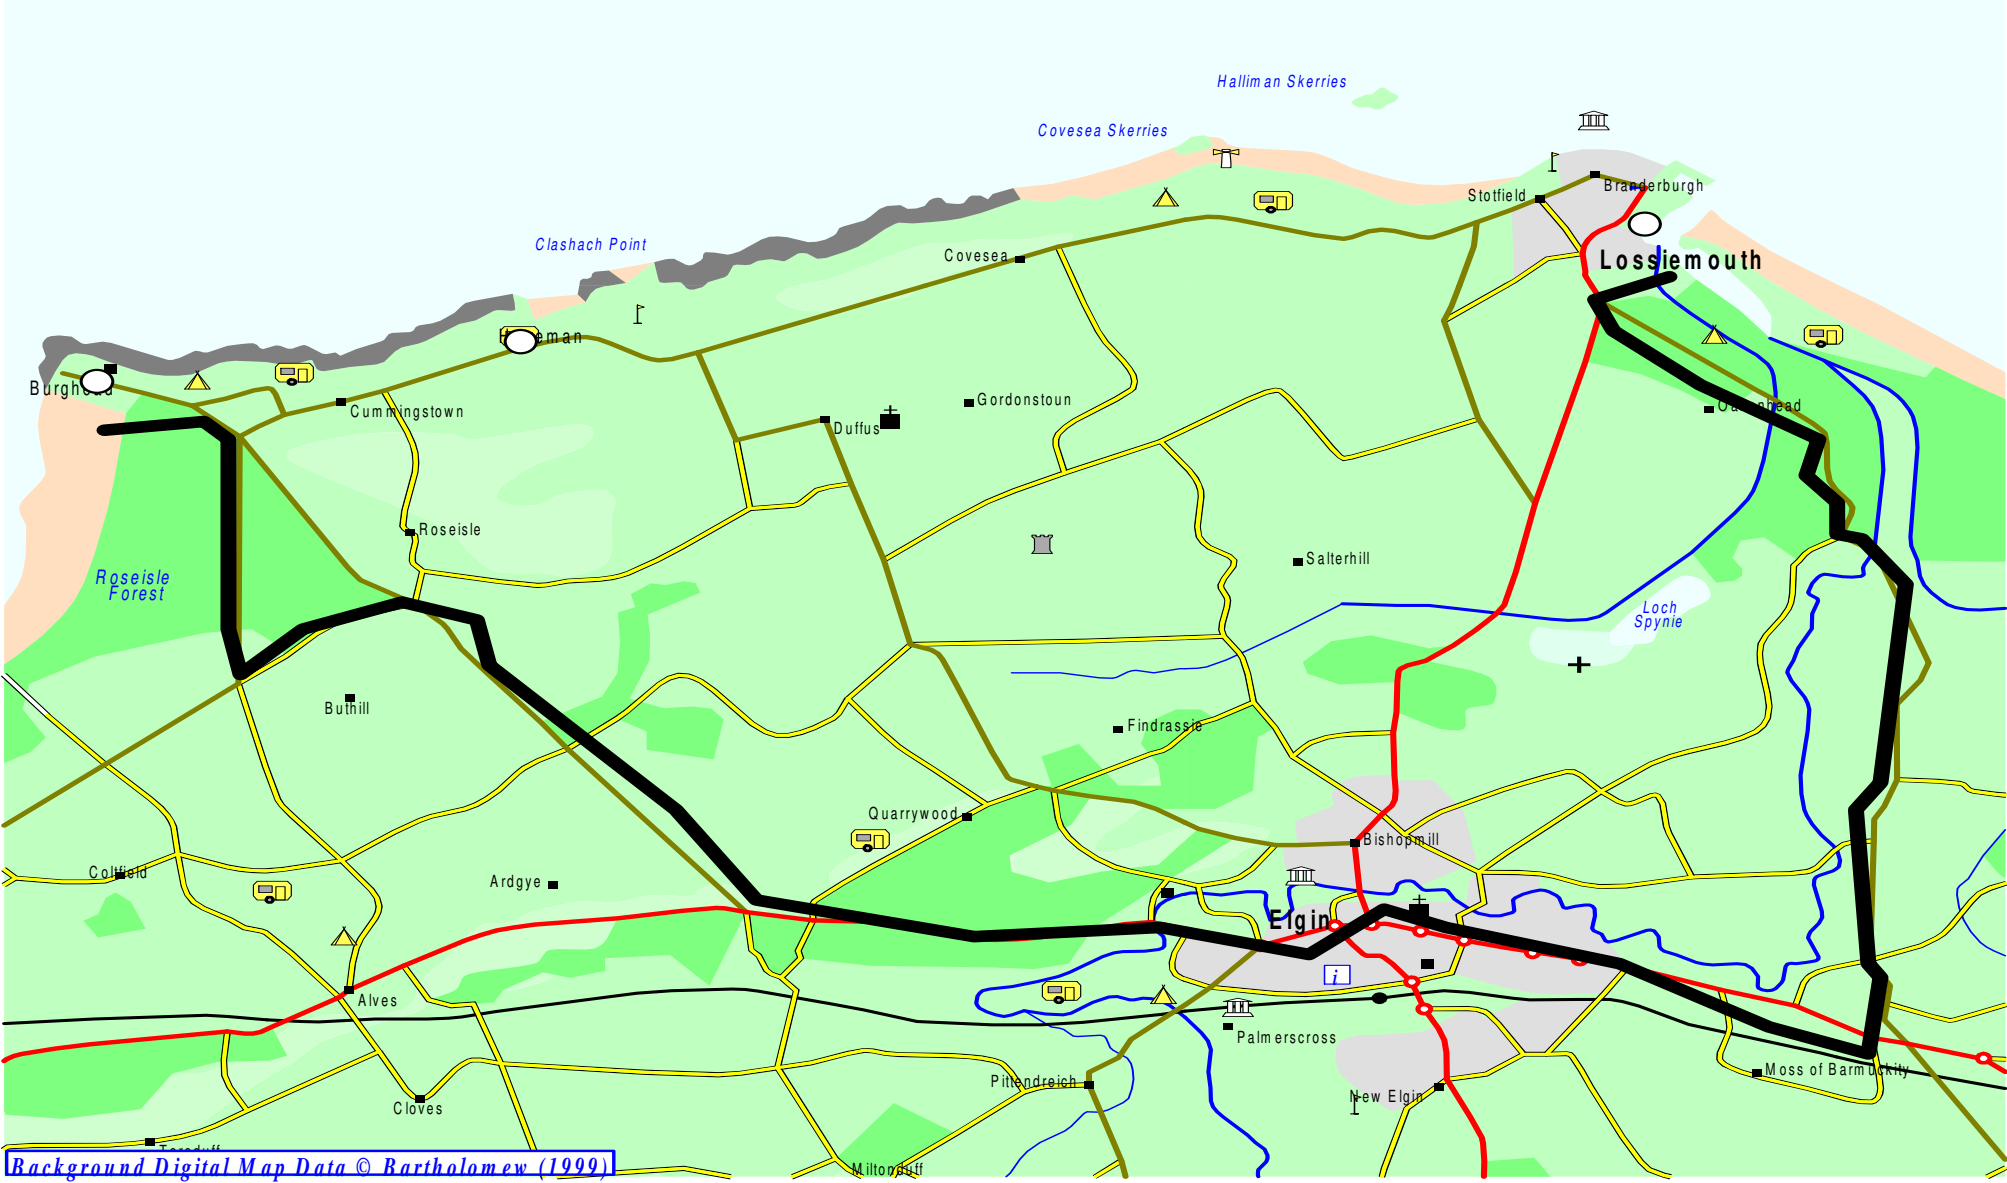 Halliman Skerries
Covesea Skerries
Branderburgh
Stotfield
Clashach Point
Covesea
Lossiemouth
Cummingstown
Gordonstoun
Duffus
Roseisle
Salterhill
Roseisle
Forest
Loch
Spynie
Buthill
Findrassie
Quarrywood
Bishopmill
Coltfield
Ardgye
Elgin
i
Alves
Palmerscross
Pittendreich
Moss of Barmuckity
New Elgin
Cloves
Miltonduff
Background Digital Map Data © Bartholomew (1999)